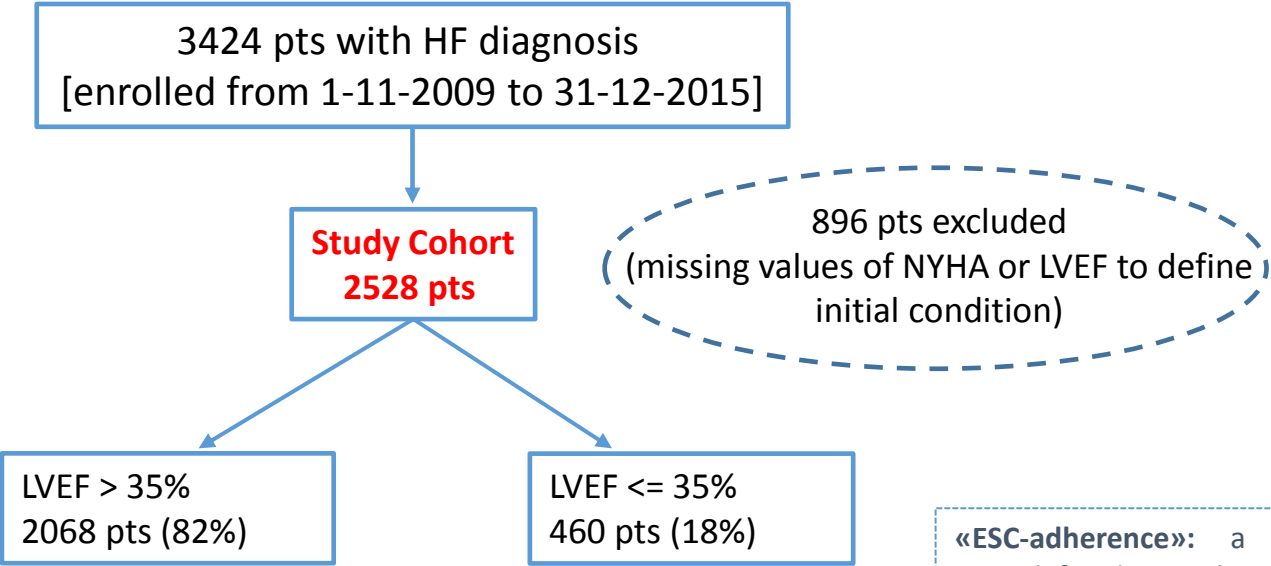 3424 pts with HF diagnosis
[enrolled from 1-11-2009 to 31-12-2015]
Study Cohort
2528 pts
896 pts excluded
(missing values of NYHA or LVEF to define
initial condition)
LVEF > 35%
2068 pts (82%)
LVEF <= 35%
460 pts (18%)
«ESC-adherence»: a